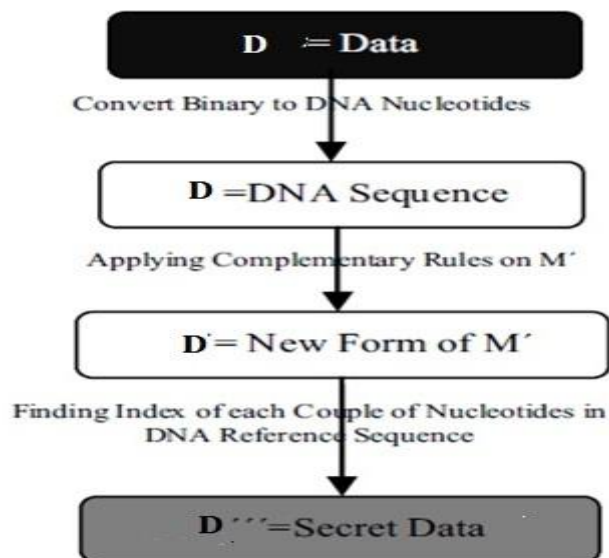 D := Data
Convert Binary to DNA Nucleotides
D =DNA Sequence
Applying Complementary Rules on M´
D´= New Form of M´
Finding Index of each Couple of Nucleotides in
DNA Reference Sequence
D´´´=Secret Data